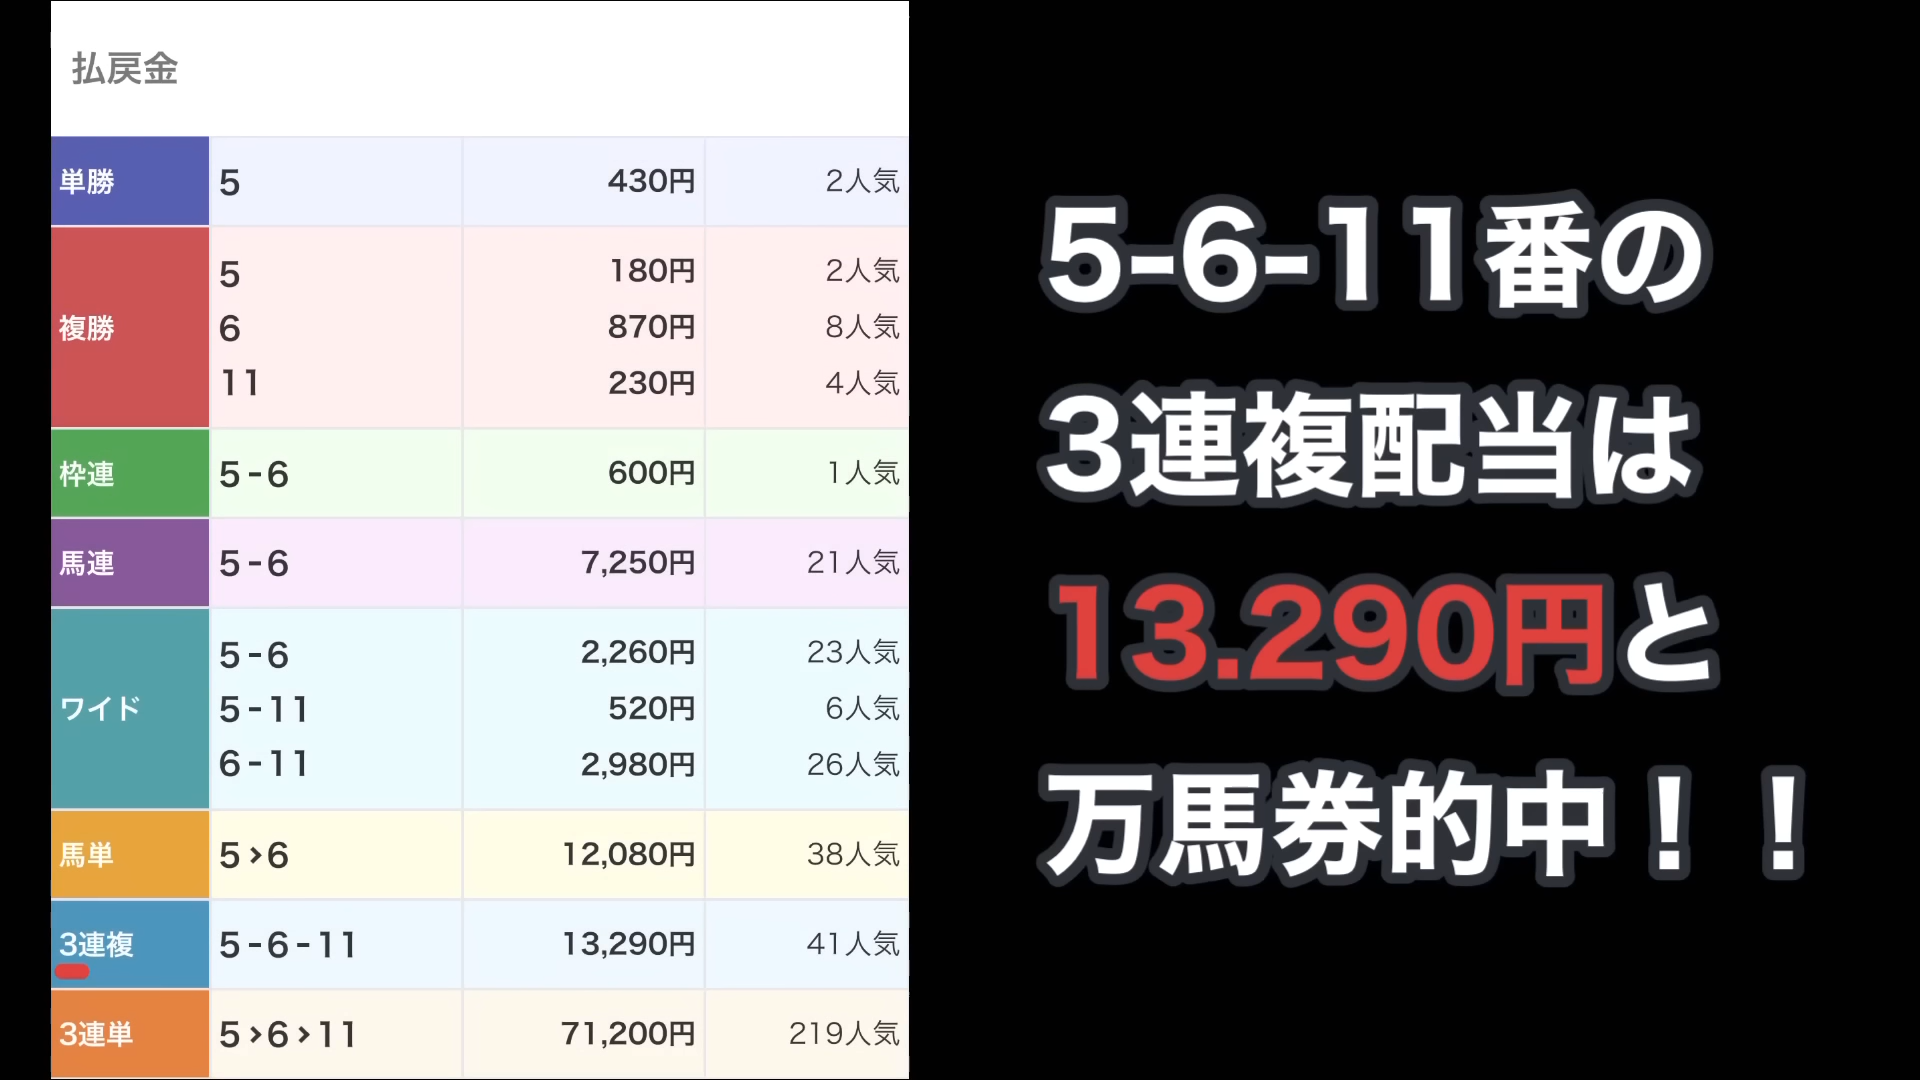 払戻金
単勝 5 430円 2人気
複勝 5 180円 2人気
6 870円 8人気
11 230円 4人気
枠連 5-6 600円 1人気
馬連 5-6 7,250円 21人気
ワイド 5-6 2,260円 23人気
5-11 520円 6人気
6-11 2,980円 26人気
馬単 5>6 12,080円 38人気
3連複 5-6-11 13,290円 41人気
3連単 5>6>11 71,200円 219人気
5-6-11番の
3連複配当は
13.290円と
万馬券的中！！